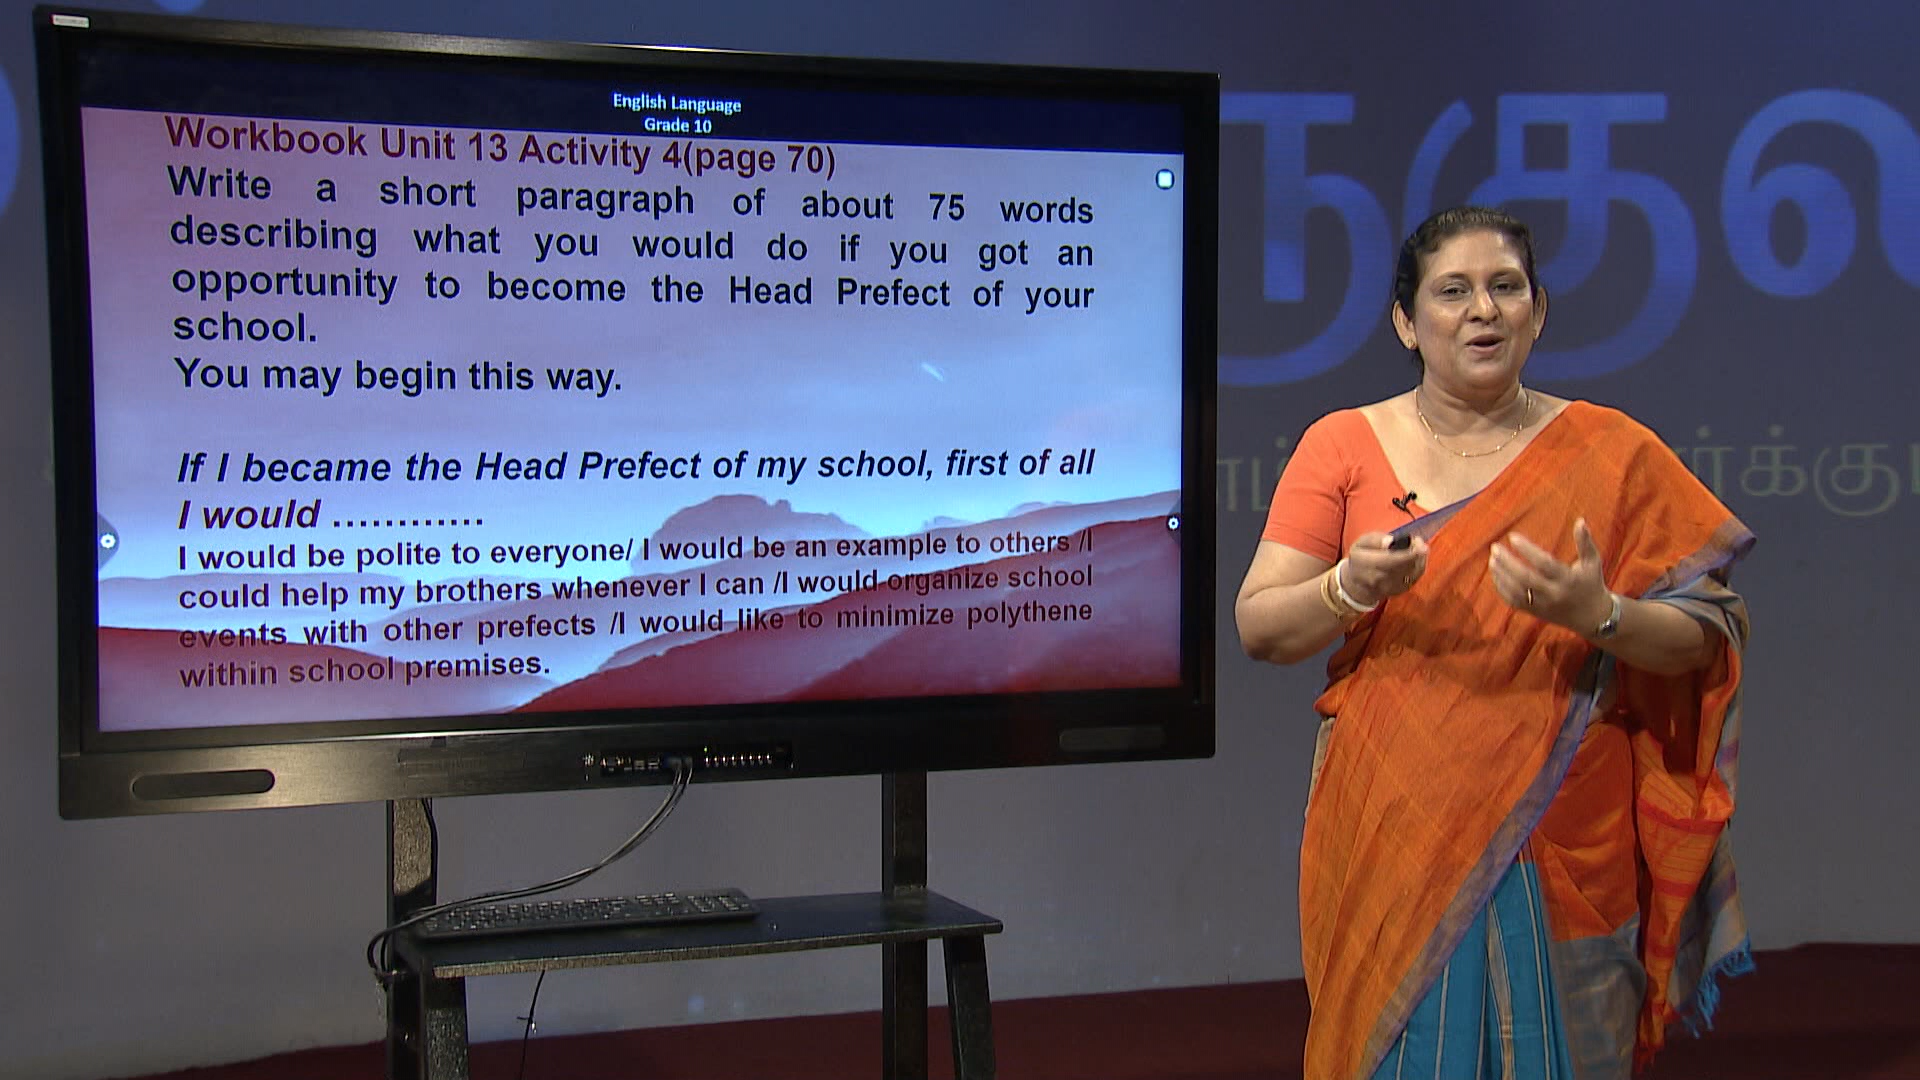 English Language
Grade 10
Workbook Unit 13 Activity 4(page 70)
Write a short paragraph of about 75 words
describing what you would do if you got an
opportunity to become the Head Prefect of your
school.
You may begin this way.
If I became the Head Prefect of my school, first of all
I would ............
I would be polite to everyone/ I would be an example to others /I
could help my brothers whenever I can /I would organize school
events with other prefects /I would like to minimize polythene
within school premises.
குருகுல